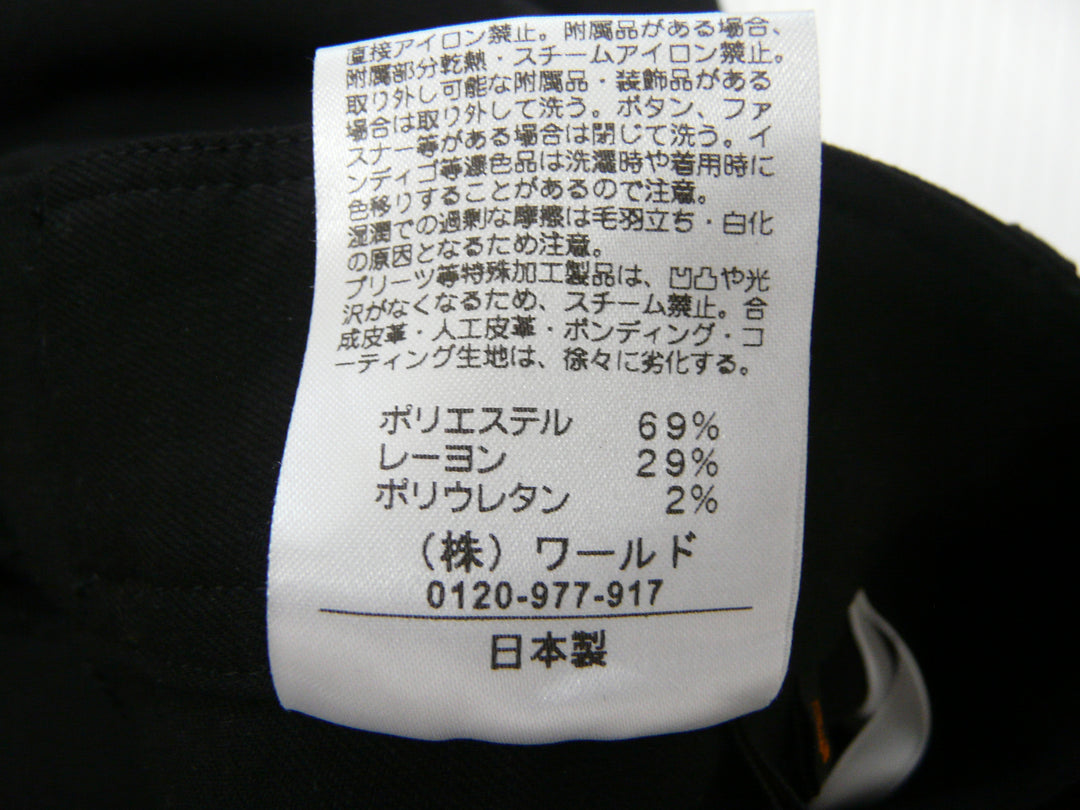 直接アイロン禁止。附属品がある場合、
附属部分乾熱・スチームアイロン禁止。
取り外し可能な附属品・装飾品がある
場合は取り外して洗う。ボタン、ファ
スナー等がある場合は閉じて洗う。イ
ンディゴ等濃色品は洗濯時や着用時に
色移りすることがあるので注意。
湿潤での過剰な摩擦は毛羽立ち・白化
の原因となるため注意。
プリーツ等特殊加工製品は、凹凸や光
沢がなくなるため、スチーム禁止。合
成皮革・人工皮革・ボンディング・コ
ーティング生地は、徐々に劣化する。
ポリエステル 69%
レーヨン 29%
ポリウレタン 2%
(株)ワールド
0120-977-917
日本製